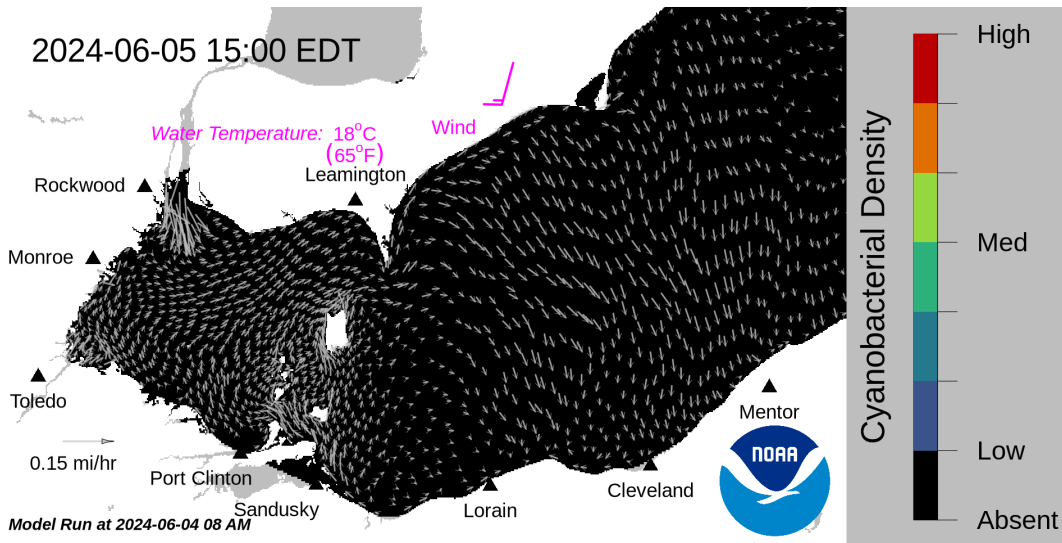 2024-06-05 15:00 EDT
Water Temperature: 18°C
(65°F)
Wind
Leamington
Rockwood
Monroe
Toledo
0.15 mi/hr
Port Clinton
Sandusky
Lorain
Cleveland
Mentor
NOAA
Model Run at 2024-06-04 08 AM
Cyanobacterial Density
High
Med
Low
Absent